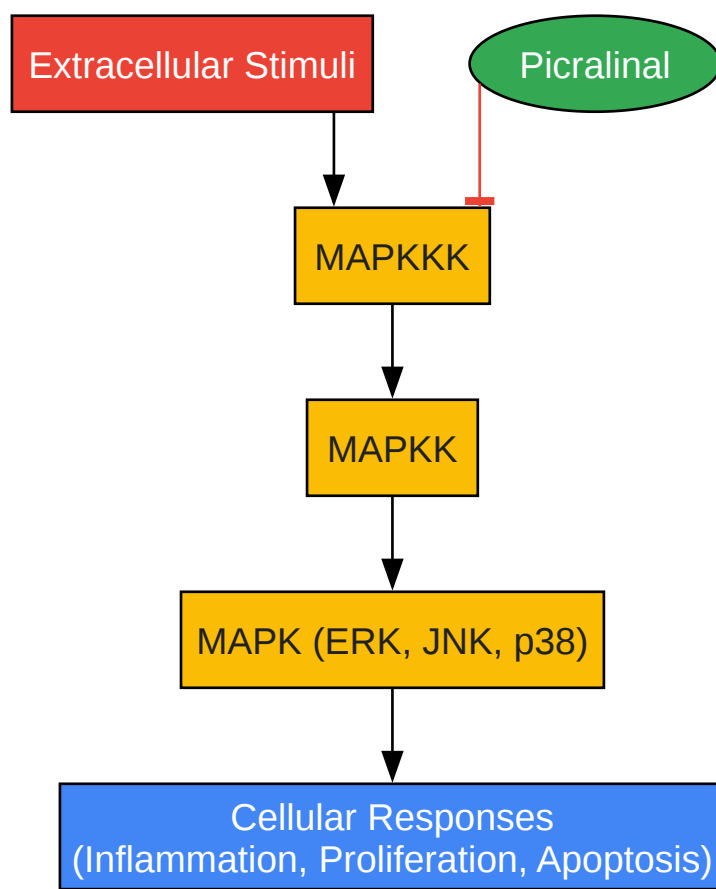 Extracellular Stimuli
Picralinal
MAPKKK
MAPKK
MAPK (ERK, JNK, p38)
Cellular Responses
(Inflammation, Proliferation, Apoptosis)